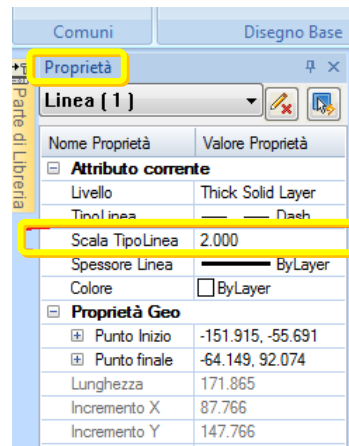 Comuni Disegno Base
Proprietà
Parte di Libreria
Linea ( 1 )
Nome Proprietà Valore Proprietà
Attributo corrente
Livello Thick Solid Layer
TipoLinea Dash
Scala TipoLinea 2.000
Spessore Linea ByLayer
Colore ByLayer
Proprietà Geo
Punto Inizio -151.915, -55.691
Punto finale -64.149, 92.074
Lunghezza 171.865
Incremento X 87.766
Incremento Y 147.766